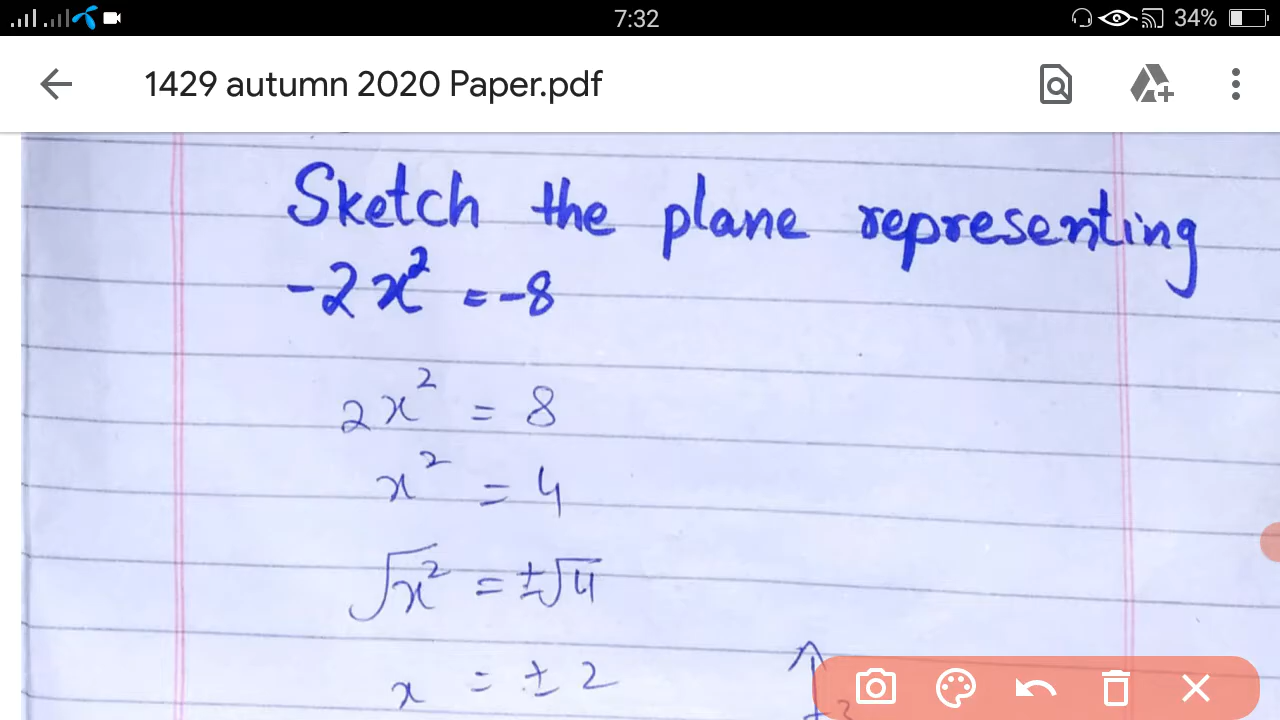 7:32
34%
1429 autumn 2020 Paper.pdf
Sketch the plane representing
-2x² = -8
2x² = 8
x² = 4
√x² = ±√4
x = ± 2